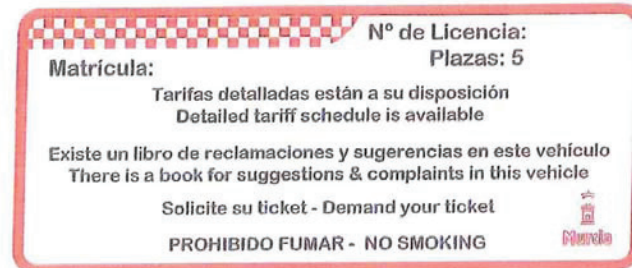 Nº de Licencia:
Matrícula:
Plazas: 5
Tarifas detalladas están a su disposición
Detailed tariff schedule is available
Existe un libro de reclamaciones y sugerencias en este vehículo
There is a book for suggestions & complaints in this vehicle
Solicite su ticket - Demand your ticket
PROHIBIDO FUMAR - NO SMOKING
Murcia